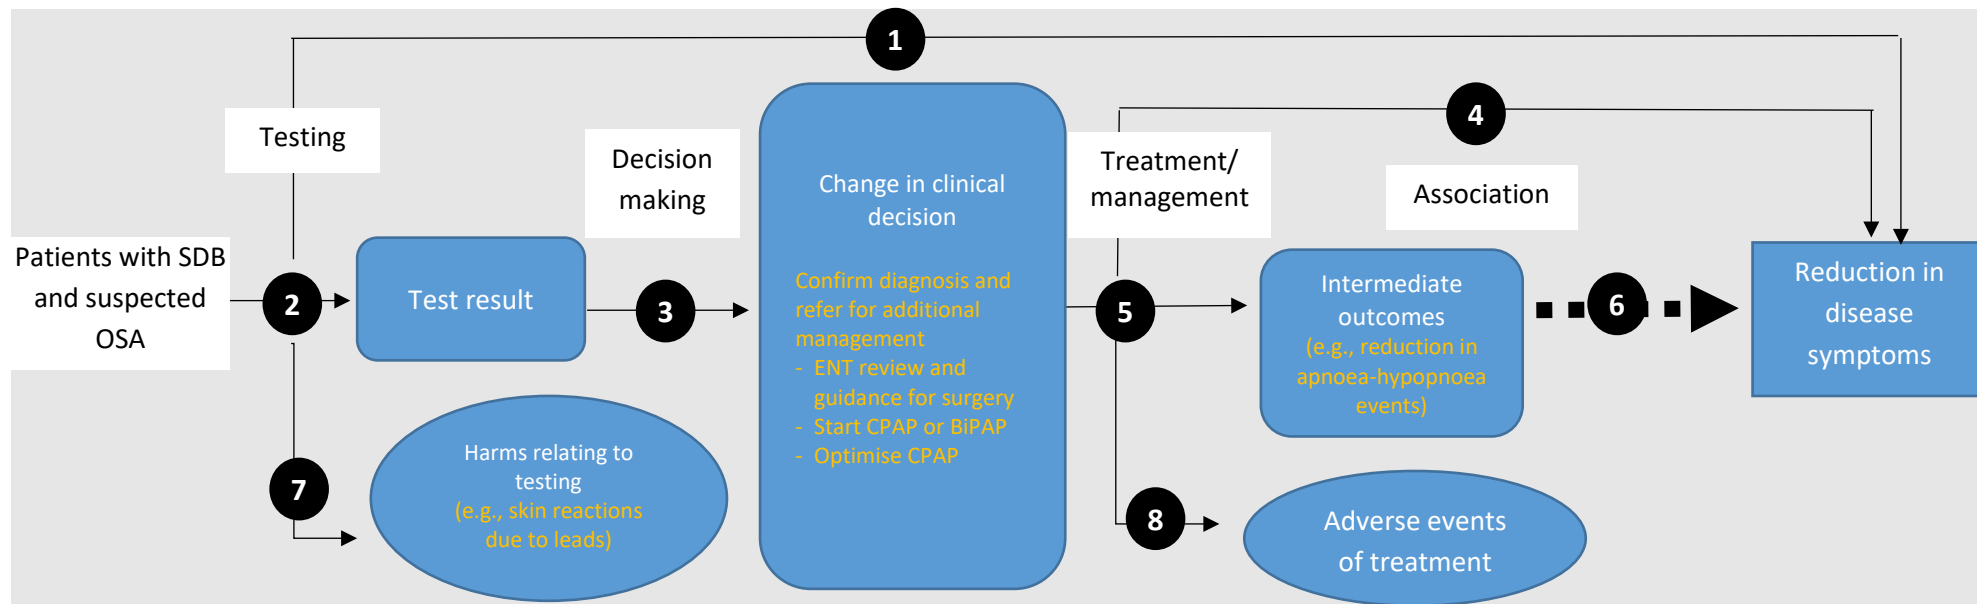 1
Testing
4
Decision
making
Treatment/
management
Association
Change in clinical
decision
Patients with SDB
and suspected
OSA
2
Test result
3
Confirm diagnosis and
refer for additional
management
- ENT review and
guidance for surgery
- Start CPAP or BiPAP
- Optimise CPAP
5
Intermediate
outcomes
(e.g., reduction in
apnoea-hypopnoea
events)
6
Reduction in
disease
symptoms
7
Harms relating to
testing
(e.g., skin reactions
due to leads)
8
Adverse events
of treatment